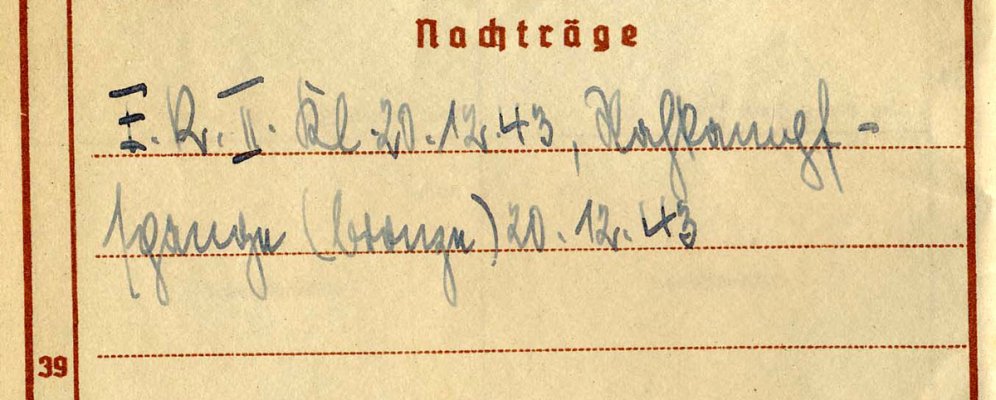 Nachträge
E. K. II. Kl. 20.12.43, Nahkampf-
spange (bronze) 20.12.43
39